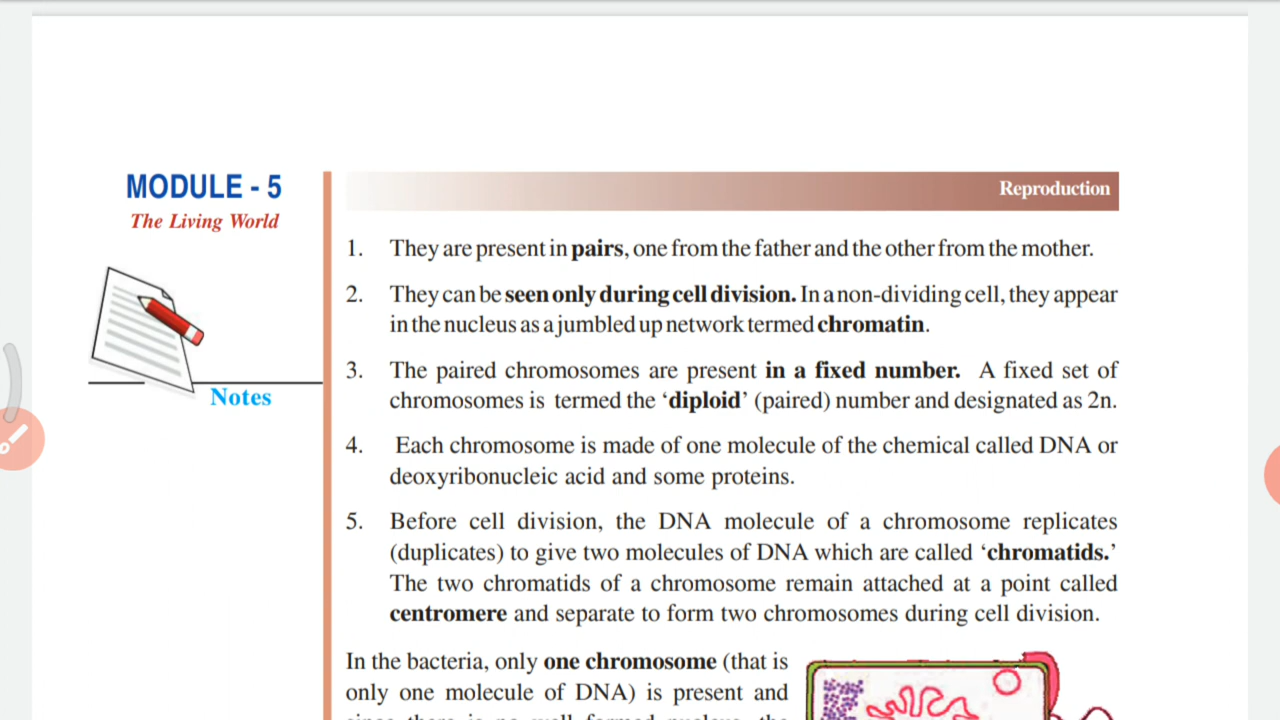 MODULE - 5
The Living World
Notes
Reproduction
1. They are present in pairs, one from the father and the other from the mother.
2. They can be seen only during cell division. In a non-dividing cell, they appear
in the nucleus as a jumbled up network termed chromatin.
3. The paired chromosomes are present in a fixed number. A fixed set of
chromosomes is termed the ‘diploid’ (paired) number and designated as 2n.
4. Each chromosome is made of one molecule of the chemical called DNA or
deoxyribonucleic acid and some proteins.
5. Before cell division, the DNA molecule of a chromosome replicates
(duplicates) to give two molecules of DNA which are called ‘chromatids.’
The two chromatids of a chromosome remain attached at a point called
centromere and separate to form two chromosomes during cell division.
In the bacteria, only one chromosome (that is
only one molecule of DNA) is present and